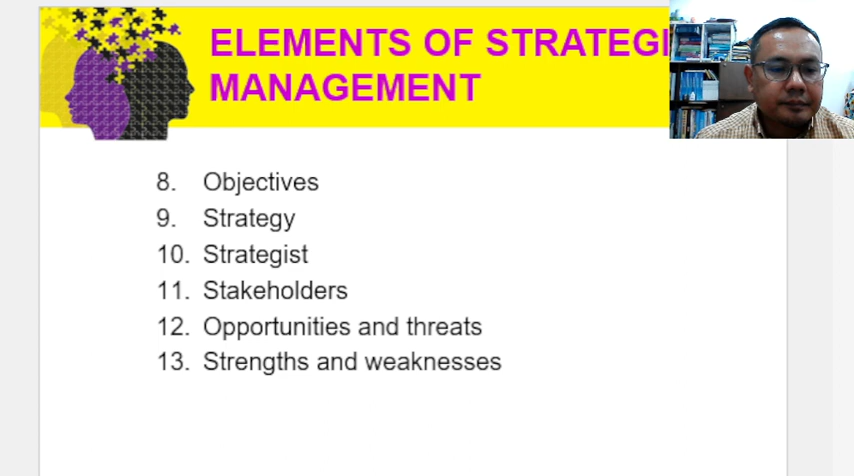 ELEMENTS OF STRATEGI
MANAGEMENT
8. Objectives
9. Strategy
10. Strategist
11. Stakeholders
12. Opportunities and threats
13. Strengths and weaknesses